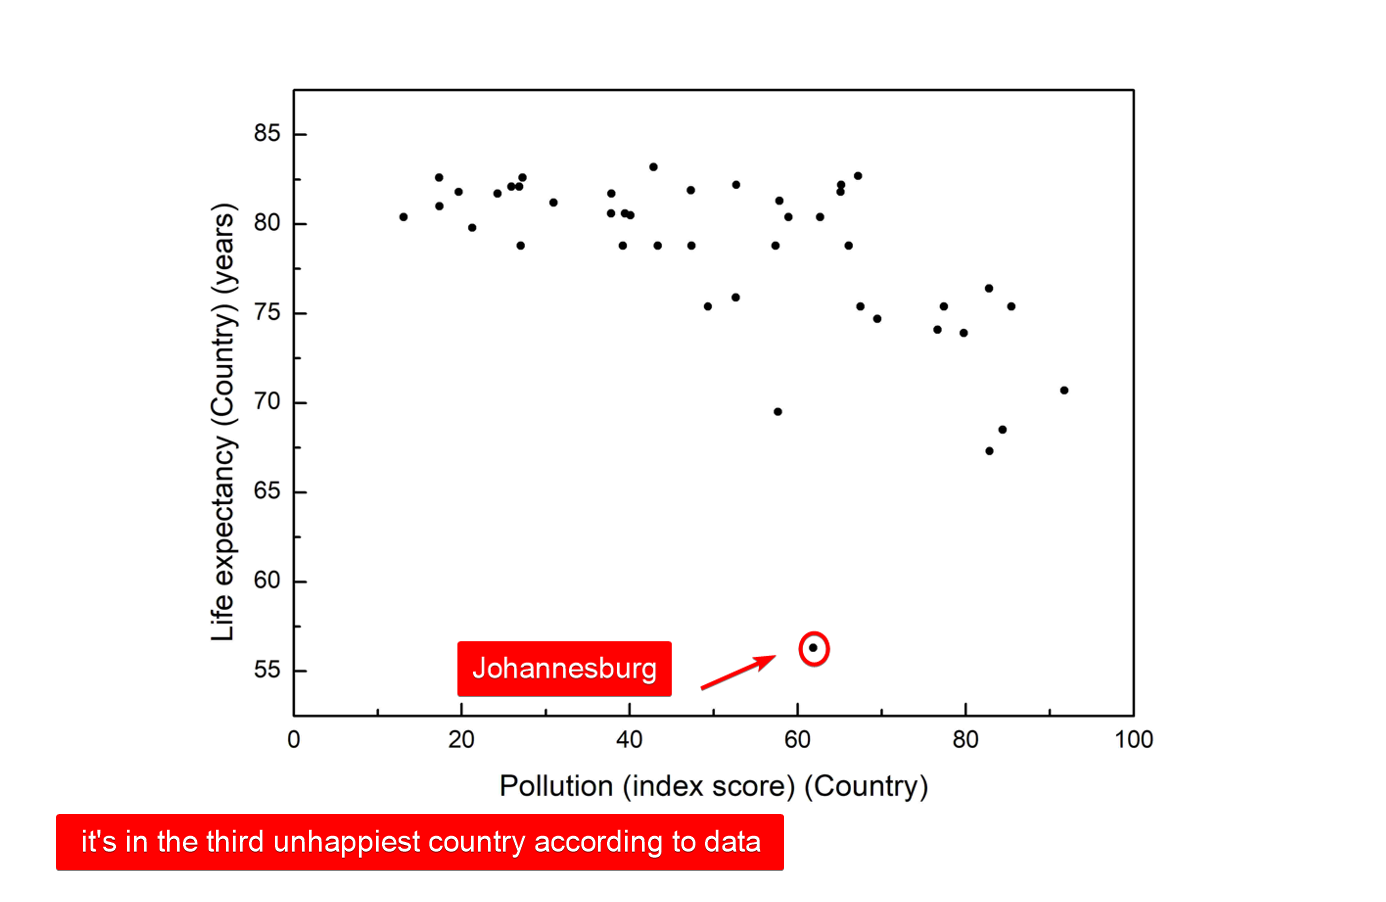 85
80
75
70
65
60
55
Life expectancy (Country) (years)
Johannesburg
0 20 40 60 80 100
Pollution (index score) (Country)
it's in the third unhappiest country according to data